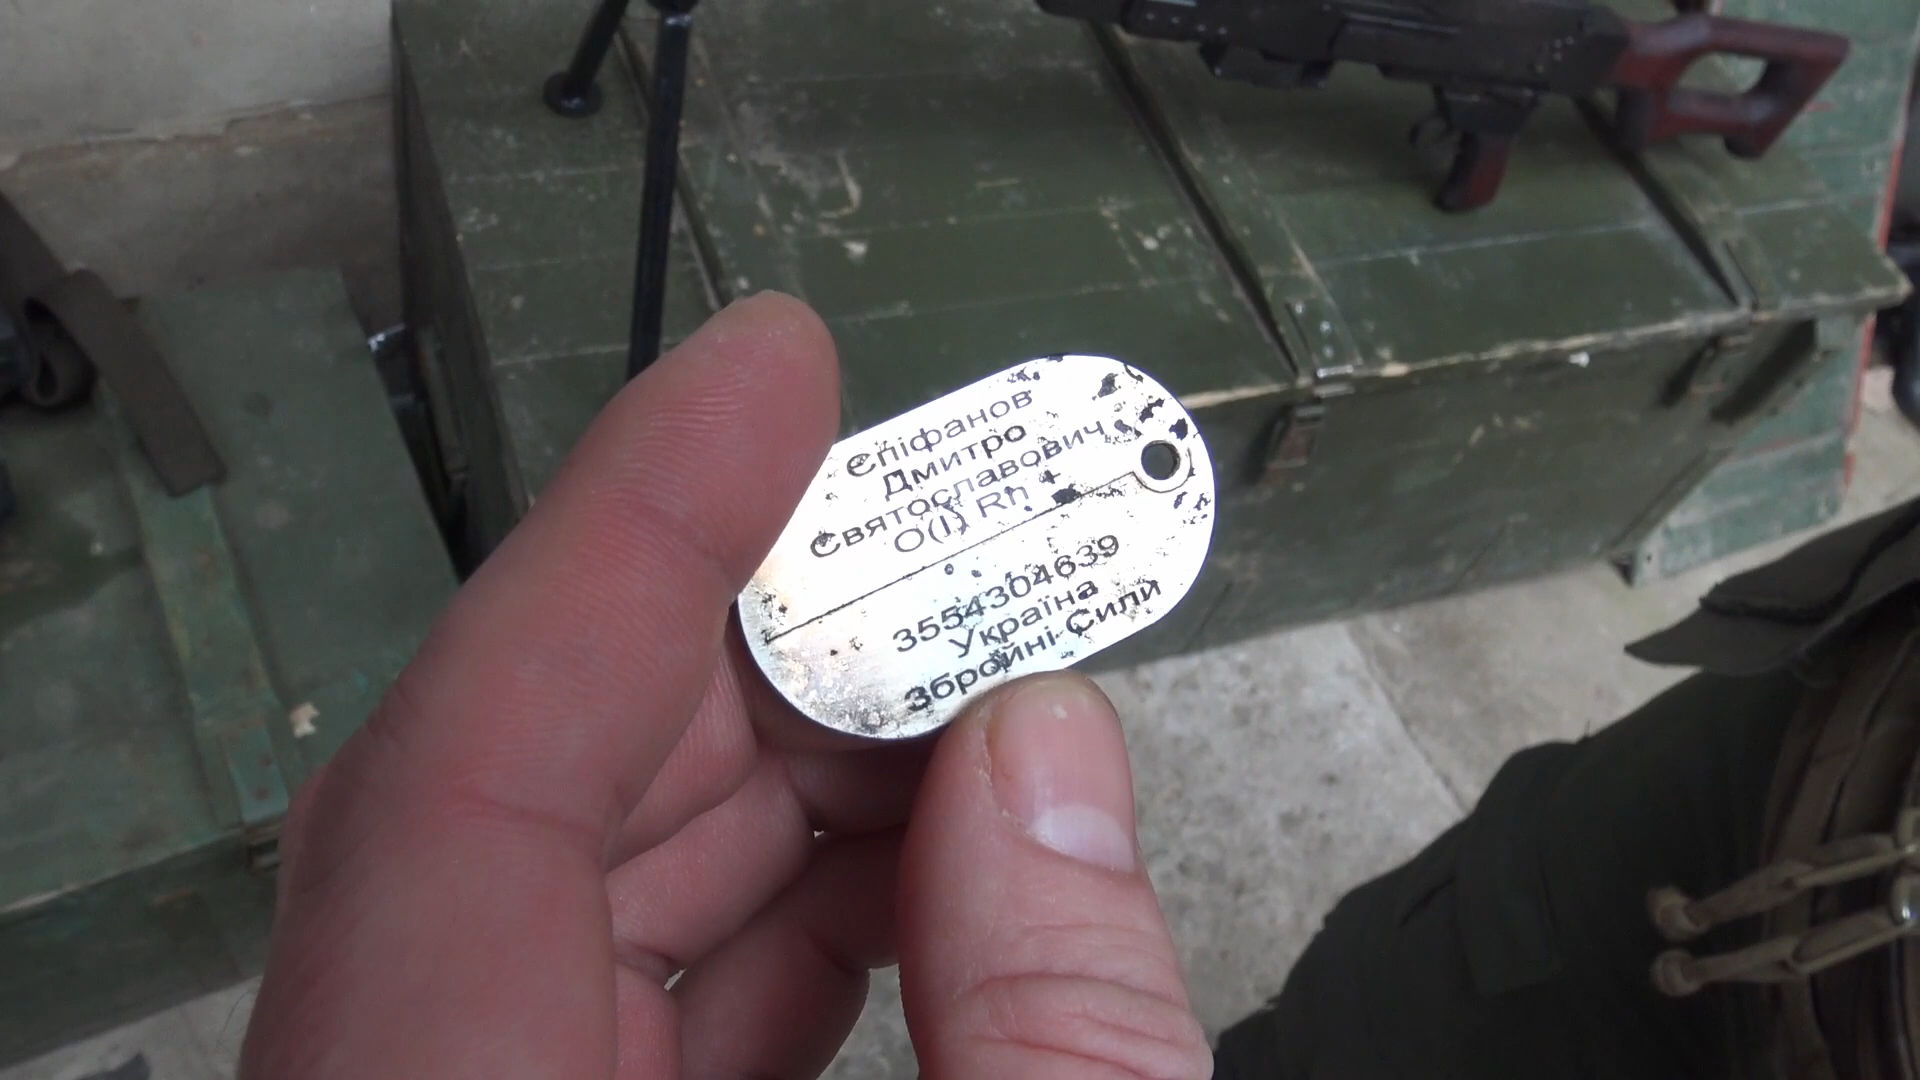 Єпіфанов
Дмитро
Святославович
O(I) Rh +
3554304639
Україна
Збройні Сили